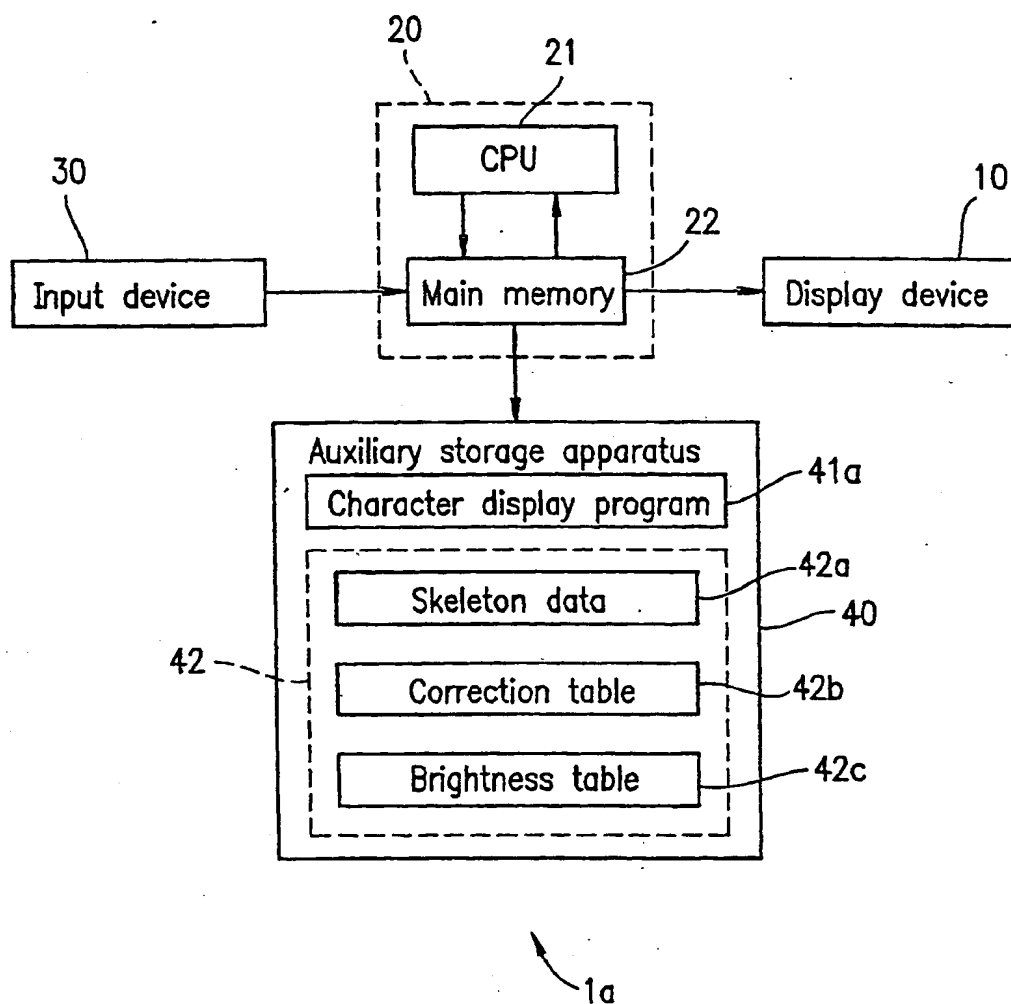 20
21
CPU
30
10
22
Input device
Main memory
Display device
Auxiliary storage apparatus
41a
Character display program
42a
Skeleton data
40
42
Correction table
42b
Brightness table
42c
1a